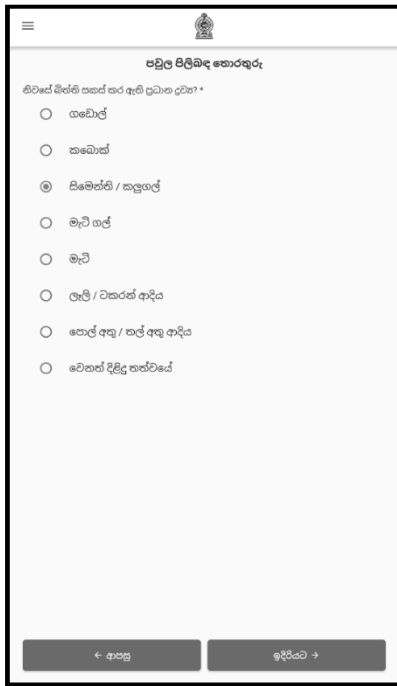 පවුල පිලිබඳ තොරතුරු
නිවසේ බිත්ති සකස් කර ඇති ප්‍රධාන ද්‍රව්‍ය? *
ගඩොල්
කබොක්
සිමෙන්ති / කලුගල්
මැටි ගල්
මැටි
ලෑලි / ටකරන් ආදිය
පොල් අතු / තල් අතු ආදිය
වෙනත් දිළිඳු තත්වයේ
← ආපසු
ඉදිරියට →